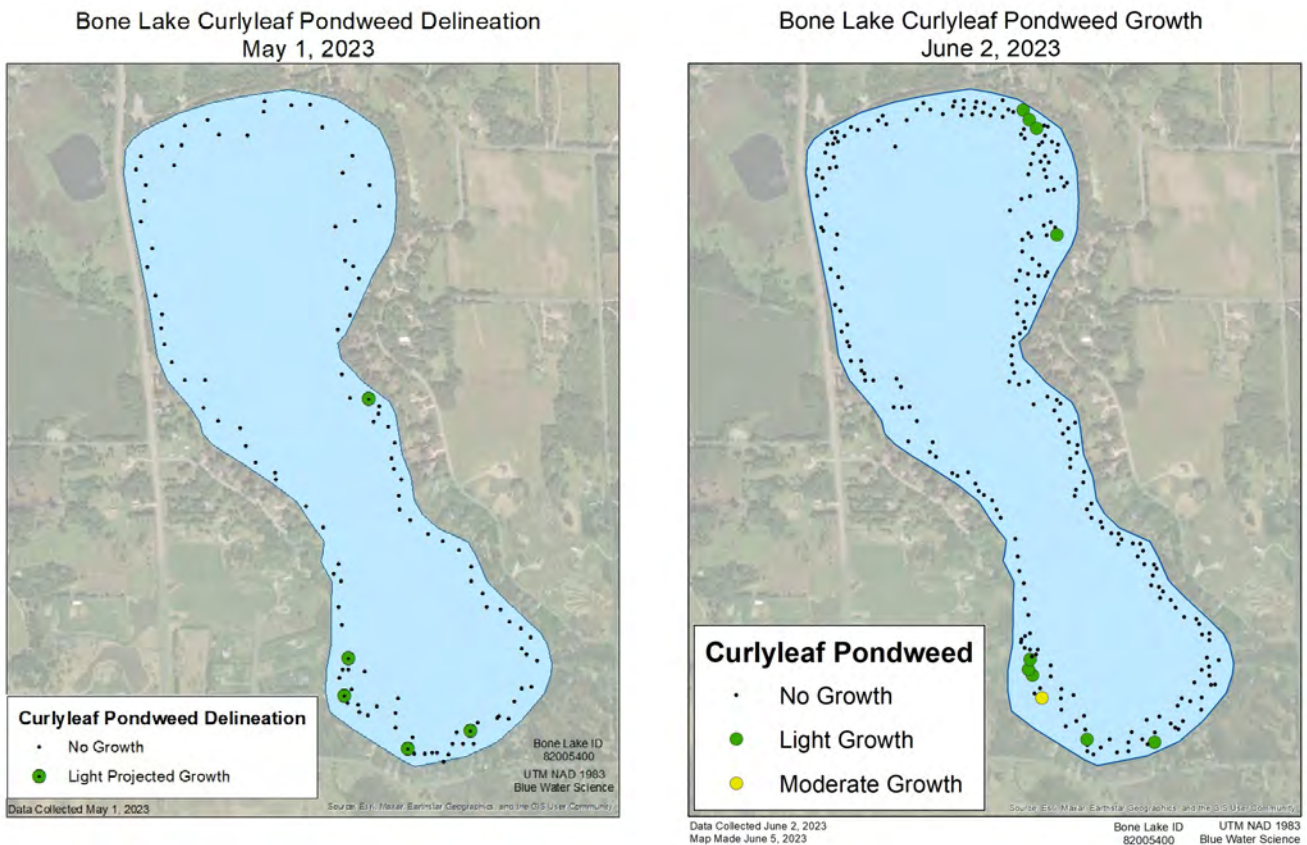 Bone Lake Curlyleaf Pondweed Delineation
May 1, 2023
Curlyleaf Pondweed Delineation
No Growth
Light Projected Growth
Bone Lake ID
82005400
UTM NAD 1983
Blue Water Science
Data Collected May 1, 2023
Source: Esri, Maxar, Earthstar Geographics, and the GIS User Community
Bone Lake Curlyleaf Pondweed Growth
June 2, 2023
Curlyleaf Pondweed
No Growth
Light Growth
Moderate Growth
Source: Esri, Maxar, Earthstar Geographics, and the GIS User Community
Data Collected June 2, 2023
Map Made June 5, 2023
Bone Lake ID
82005400
UTM NAD 1983
Blue Water Science